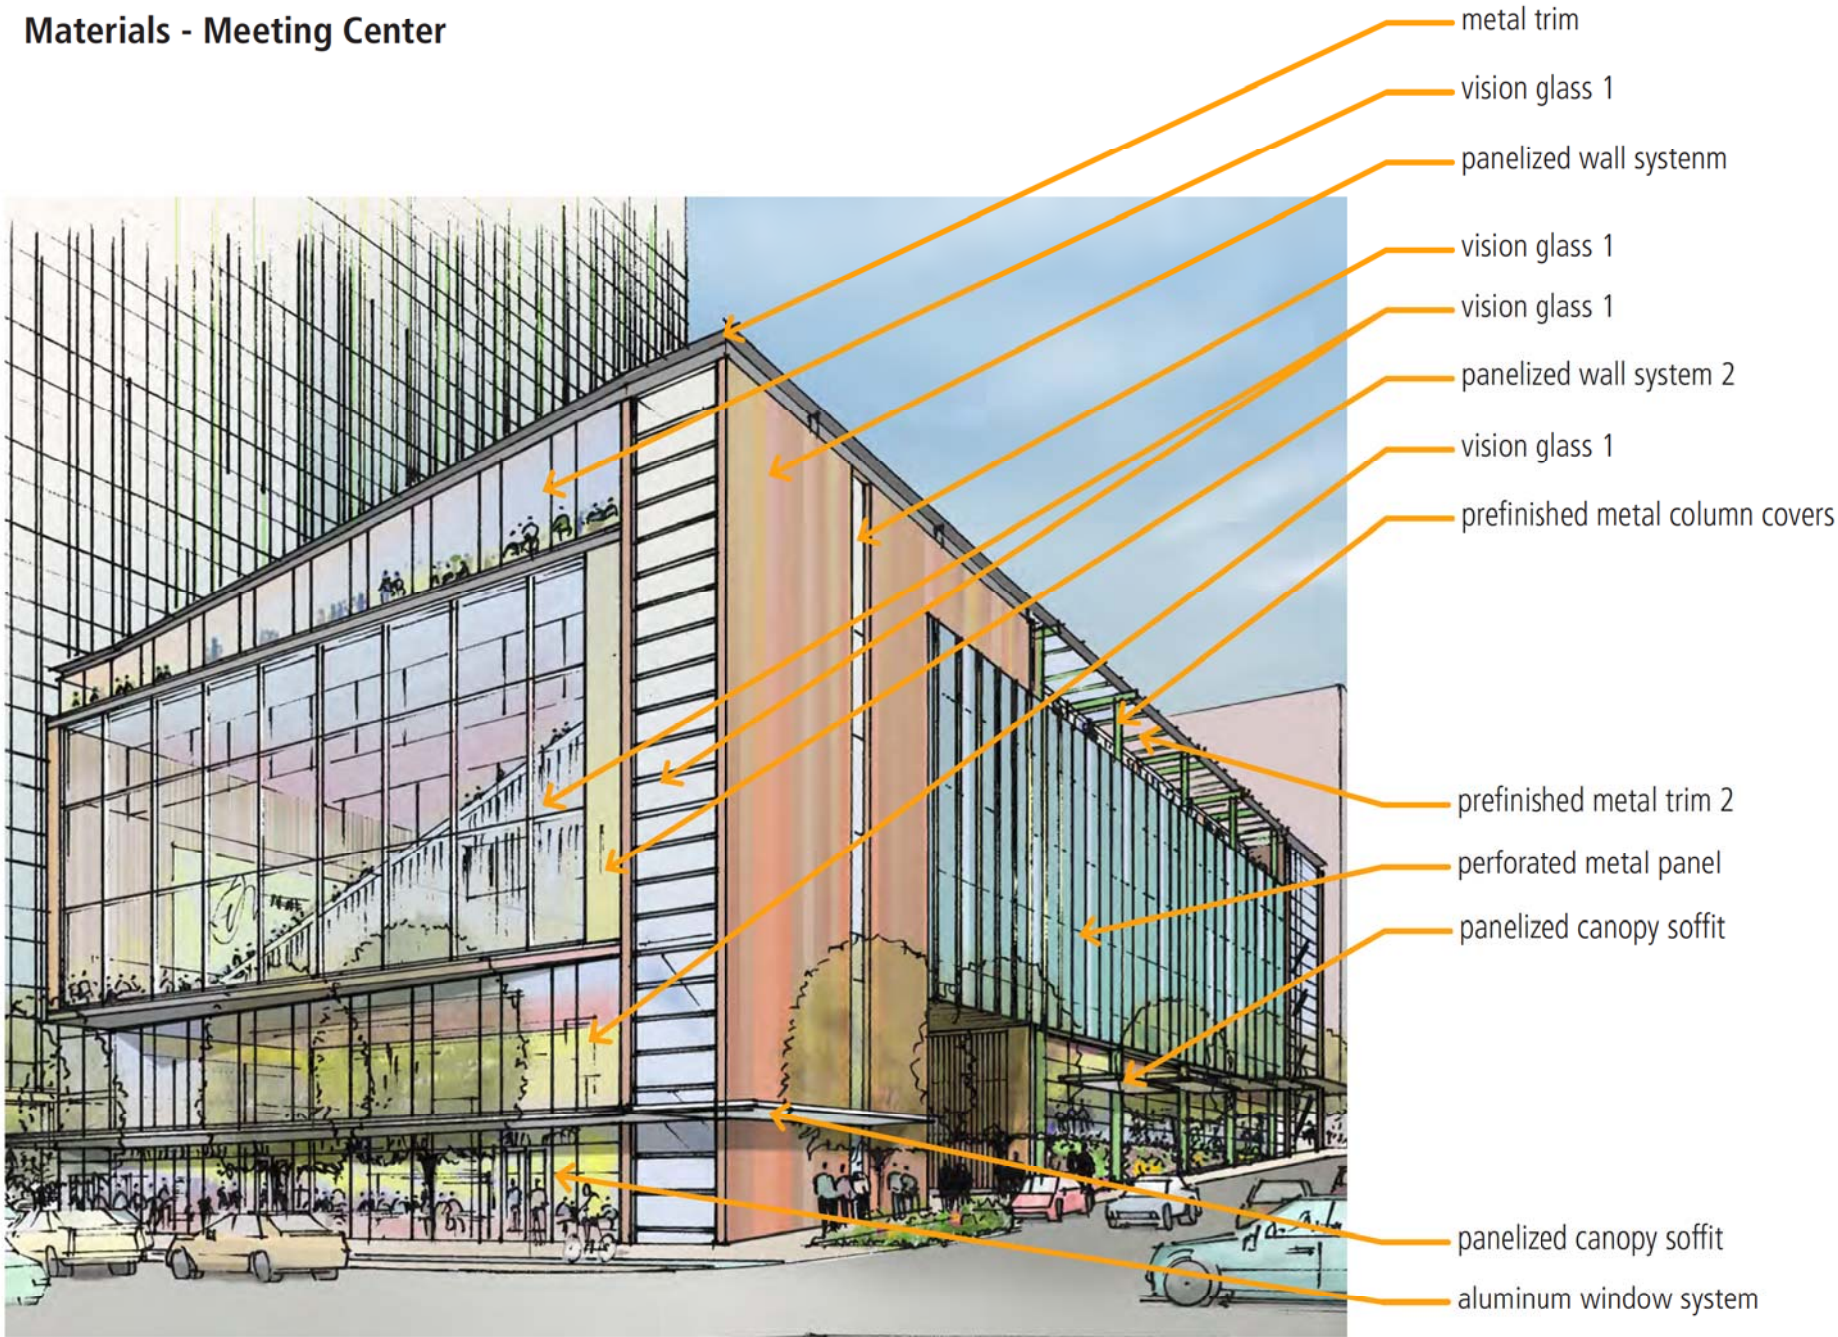 Materials - Meeting Center
metal trim
vision glass 1
panelized wall systenm
vision glass 1
vision glass 1
panelized wall system 2
vision glass 1
prefinished metal column covers
prefinished metal trim 2
perforated metal panel
panelized canopy soffit
panelized canopy soffit
aluminum window system